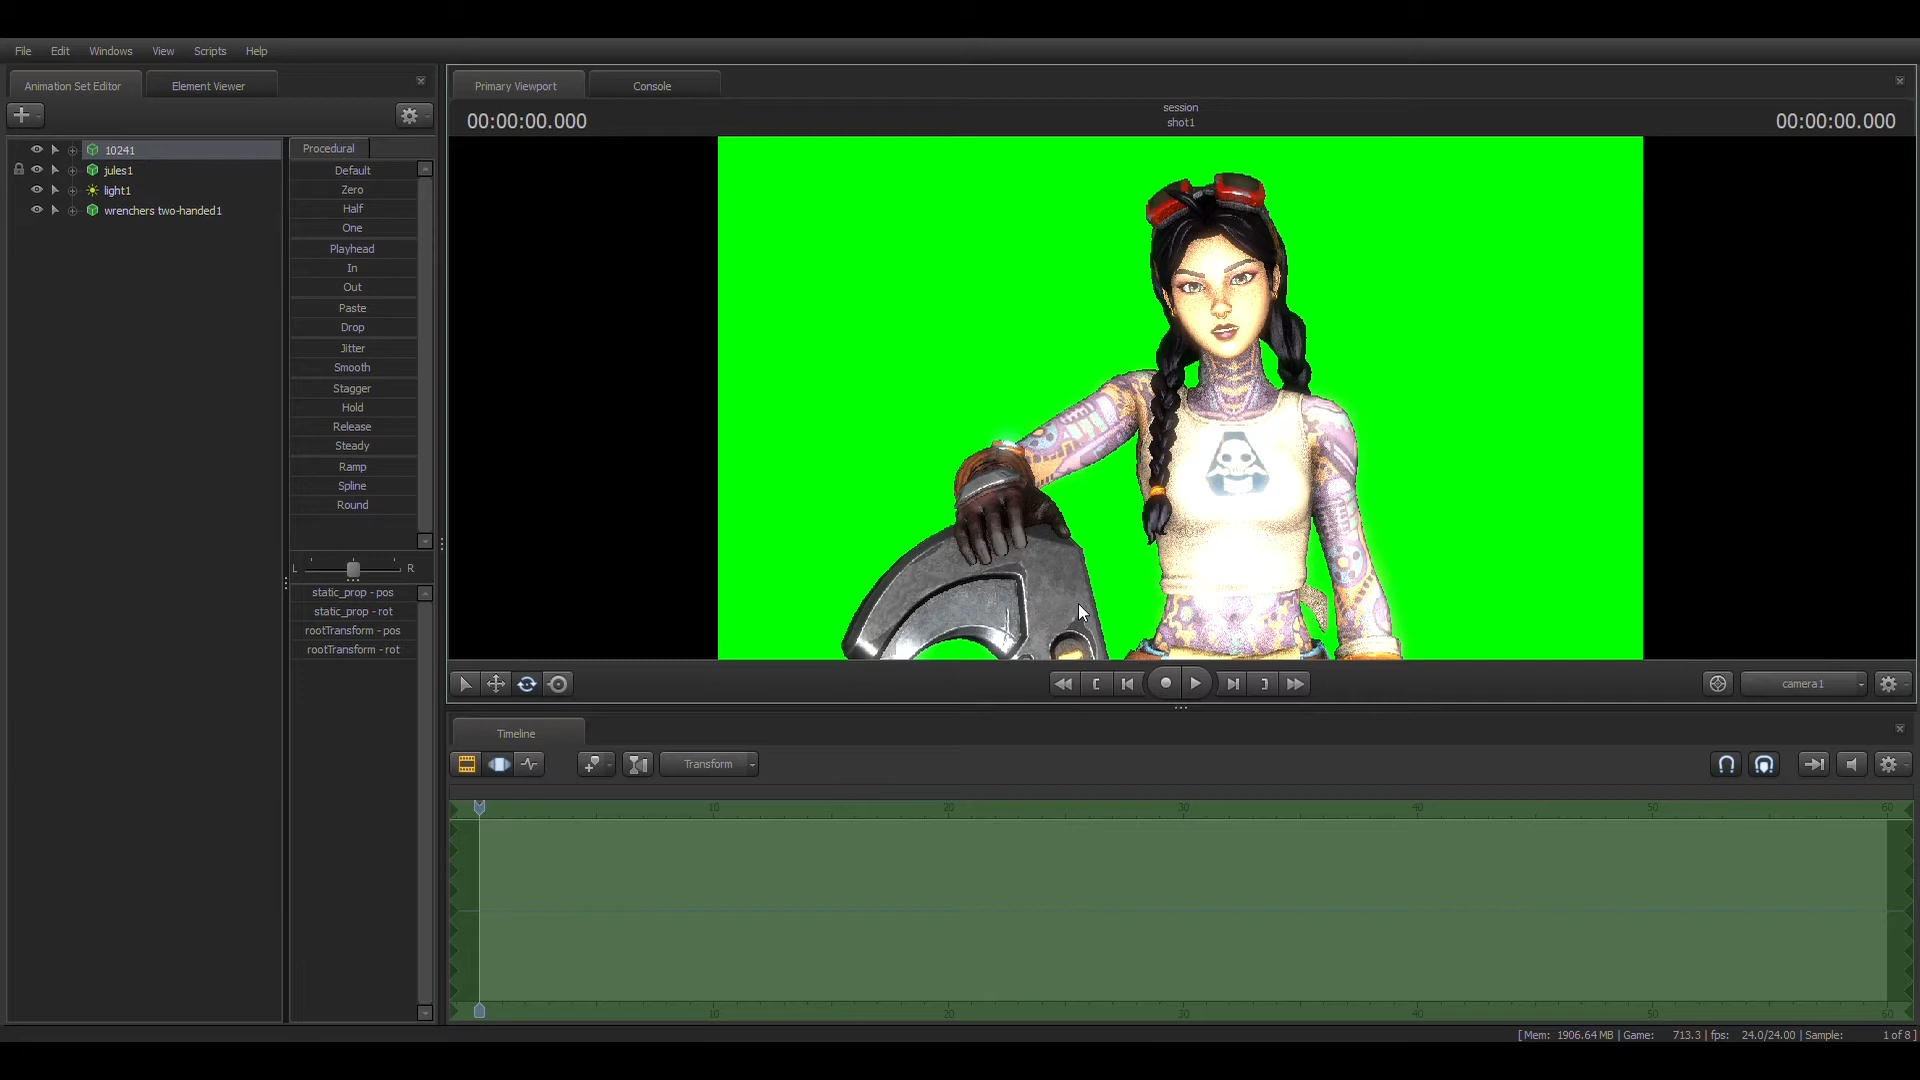 File Edit Windows View Scripts Help
Animation Set Editor Element Viewer
Primary Viewport Console
session
00:00:00.000 shot1 00:00:00.000
10241
jules1
light1
wrenchers two-handed1
Procedural
Default
Zero
Half
One
Playhead
In
Out
Paste
Drop
Jitter
Smooth
Stagger
Hold
Release
Steady
Ramp
Spline
Round
L R
static_prop - pos
static_prop - rot
rootTransform - pos
rootTransform - rot
camera1
Timeline
Transform
10 20 30 40 50 60
10 20 30 40 50 60
[ Mem: 1906.64 MB | Game: 713.3 | fps: 24.0/24.00 | Sample: 1 of 8 ]